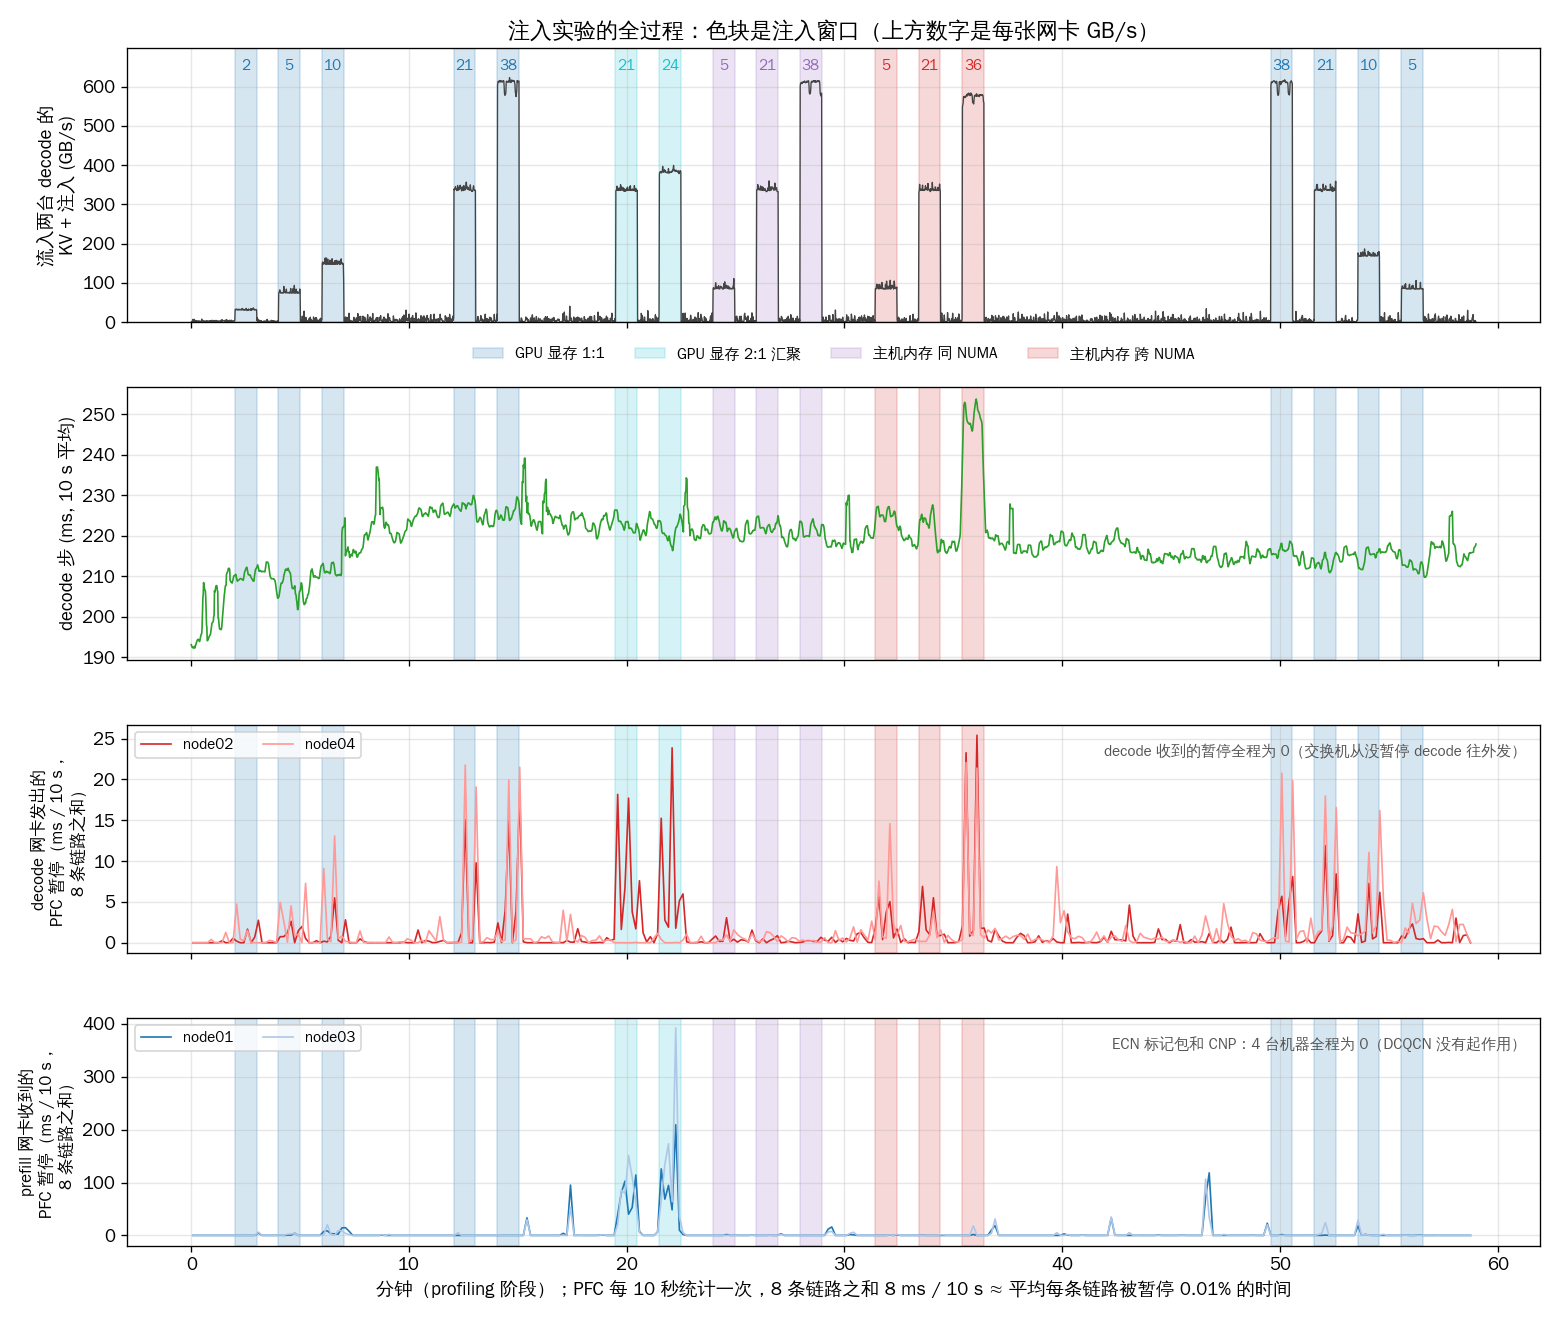 注入实验的全过程：色块是注入窗口（上方数字是每张网卡 GB/s）
2 5 10 21 38 21 24 5 21 38 5 21 36 38 21 10 5
流入两台 decode 的
KV + 注入 (GB/s)
600
500
400
300
200
100
0
GPU 显存 1:1
GPU 显存 2:1 汇聚
主机内存 同 NUMA
主机内存 跨 NUMA
decode 步 (ms, 10 s 平均)
250
240
230
220
210
200
190
decode 网卡发出的
PFC 暂停（ms / 10 s，
8 条链路之和）
25
20
15
10
5
0
node02
node04
decode 收到的暂停全程为 0（交换机从没暂停 decode 往外发）
prefill 网卡收到的
PFC 暂停（ms / 10 s，
8 条链路之和）
400
300
200
100
0
node01
node03
ECN 标记包和 CNP：4 台机器全程为 0（DCQCN 没有起作用）
0 10 20 30 40 50 60
分钟（profiling 阶段）；PFC 每 10 秒统计一次，8 条链路之和 8 ms / 10 s ≈ 平均每条链路被暂停 0.01% 的时间